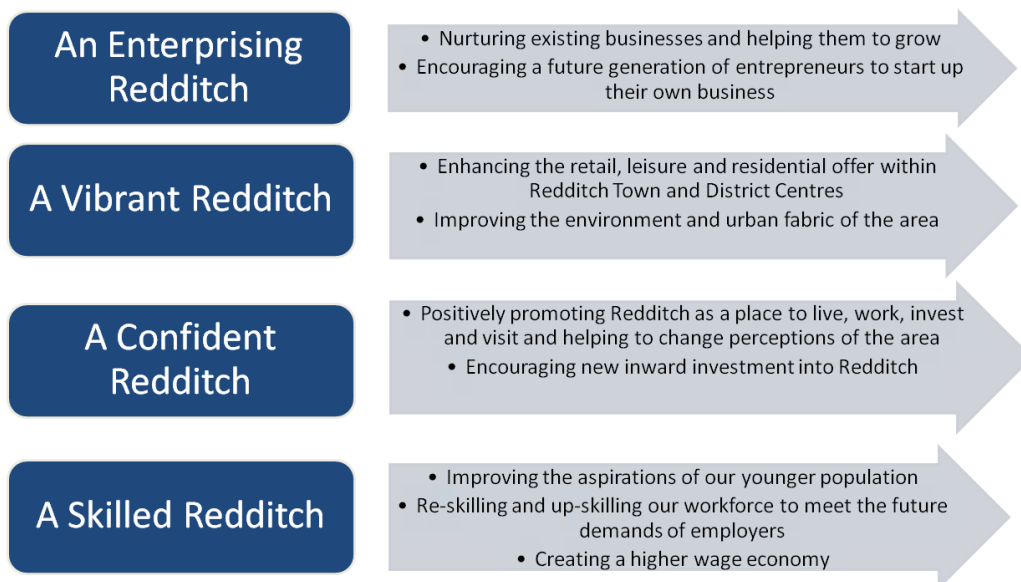 An Enterprising
Redditch
• Nurturing existing businesses and helping them to grow
• Encouraging a future generation of entrepreneurs to start up
their own business
A Vibrant Redditch
• Enhancing the retail, leisure and residential offer within
Redditch Town and District Centres
• Improving the environment and urban fabric of the area
A Confident
Redditch
• Positively promoting Redditch as a place to live, work, invest
and visit and helping to change perceptions of the area
• Encouraging new inward investment into Redditch
A Skilled Redditch
• Improving the aspirations of our younger population
• Re-skilling and up-skilling our workforce to meet the future
demands of employers
• Creating a higher wage economy